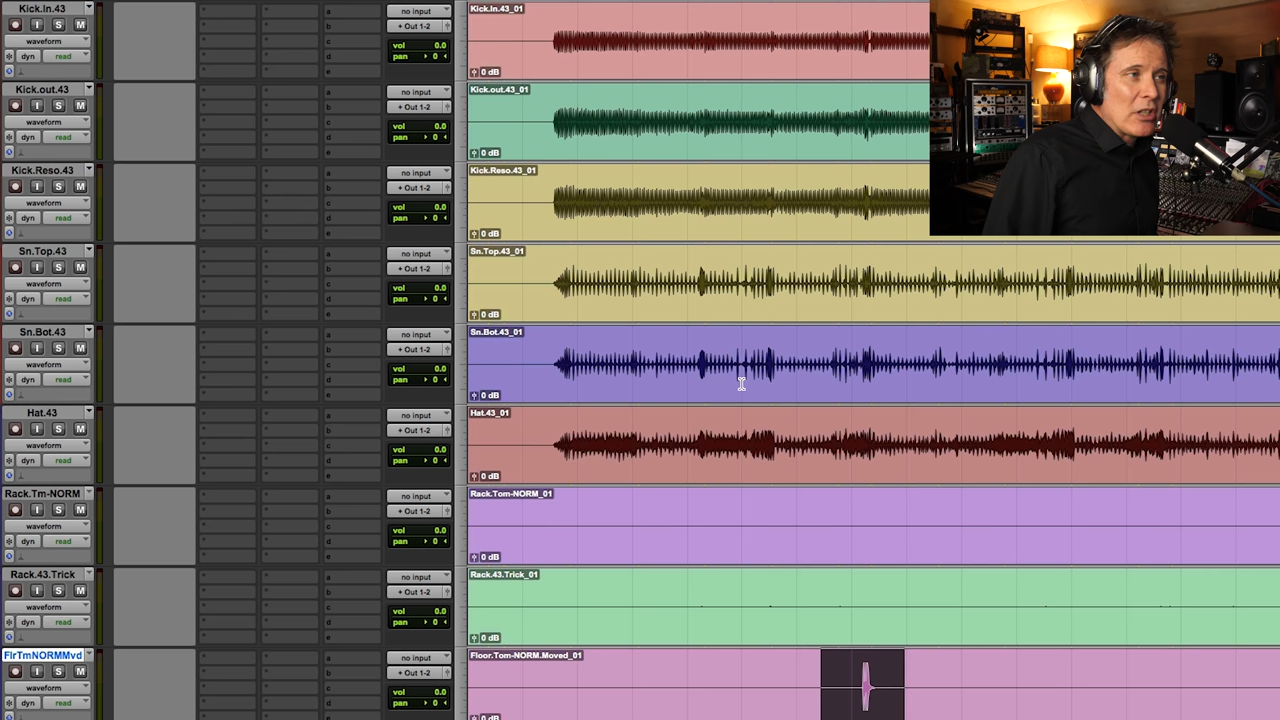 Kick.In.43
I S M
waveform
dyn read
a
b
c
d
e
no input
+ Out 1-2
vol 0.0
pan 0
Kick.In.43_01
0 dB
Kick.out.43
I S M
waveform
dyn read
a
b
c
d
e
no input
+ Out 1-2
vol 0.0
pan 0
Kick.out.43_01
0 dB
Kick.Reso.43
I S M
waveform
dyn read
a
b
c
d
e
no input
+ Out 1-2
vol 0.0
pan 0
Kick.Reso.43_01
0 dB
Sn.Top.43
I S M
waveform
dyn read
a
b
c
d
e
no input
+ Out 1-2
vol 0.0
pan 0
Sn.Top.43_01
0 dB
Sn.Bot.43
I S M
waveform
dyn read
a
b
c
d
e
no input
+ Out 1-2
vol 0.0
pan 0
Sn.Bot.43_01
0 dB
Hat.43
I S M
waveform
dyn read
a
b
c
d
e
no input
+ Out 1-2
vol 0.0
pan 0
Hat.43_01
0 dB
Rack.Tm-NORM
I S M
waveform
dyn read
a
b
c
d
e
no input
+ Out 1-2
vol 0.0
pan 0
Rack.Tom-NORM_01
0 dB
Rack.43.Trick
I S M
waveform
dyn read
a
b
c
d
e
no input
+ Out 1-2
vol 0.0
pan 0
Rack.43.Trick_01
0 dB
FlrTmNORMMvd
I S M
waveform
dyn read
a
b
c
d
e
no input
+ Out 1-2
vol 0.0
pan 0
Floor.Tom-NORM.Moved_01
0 dB